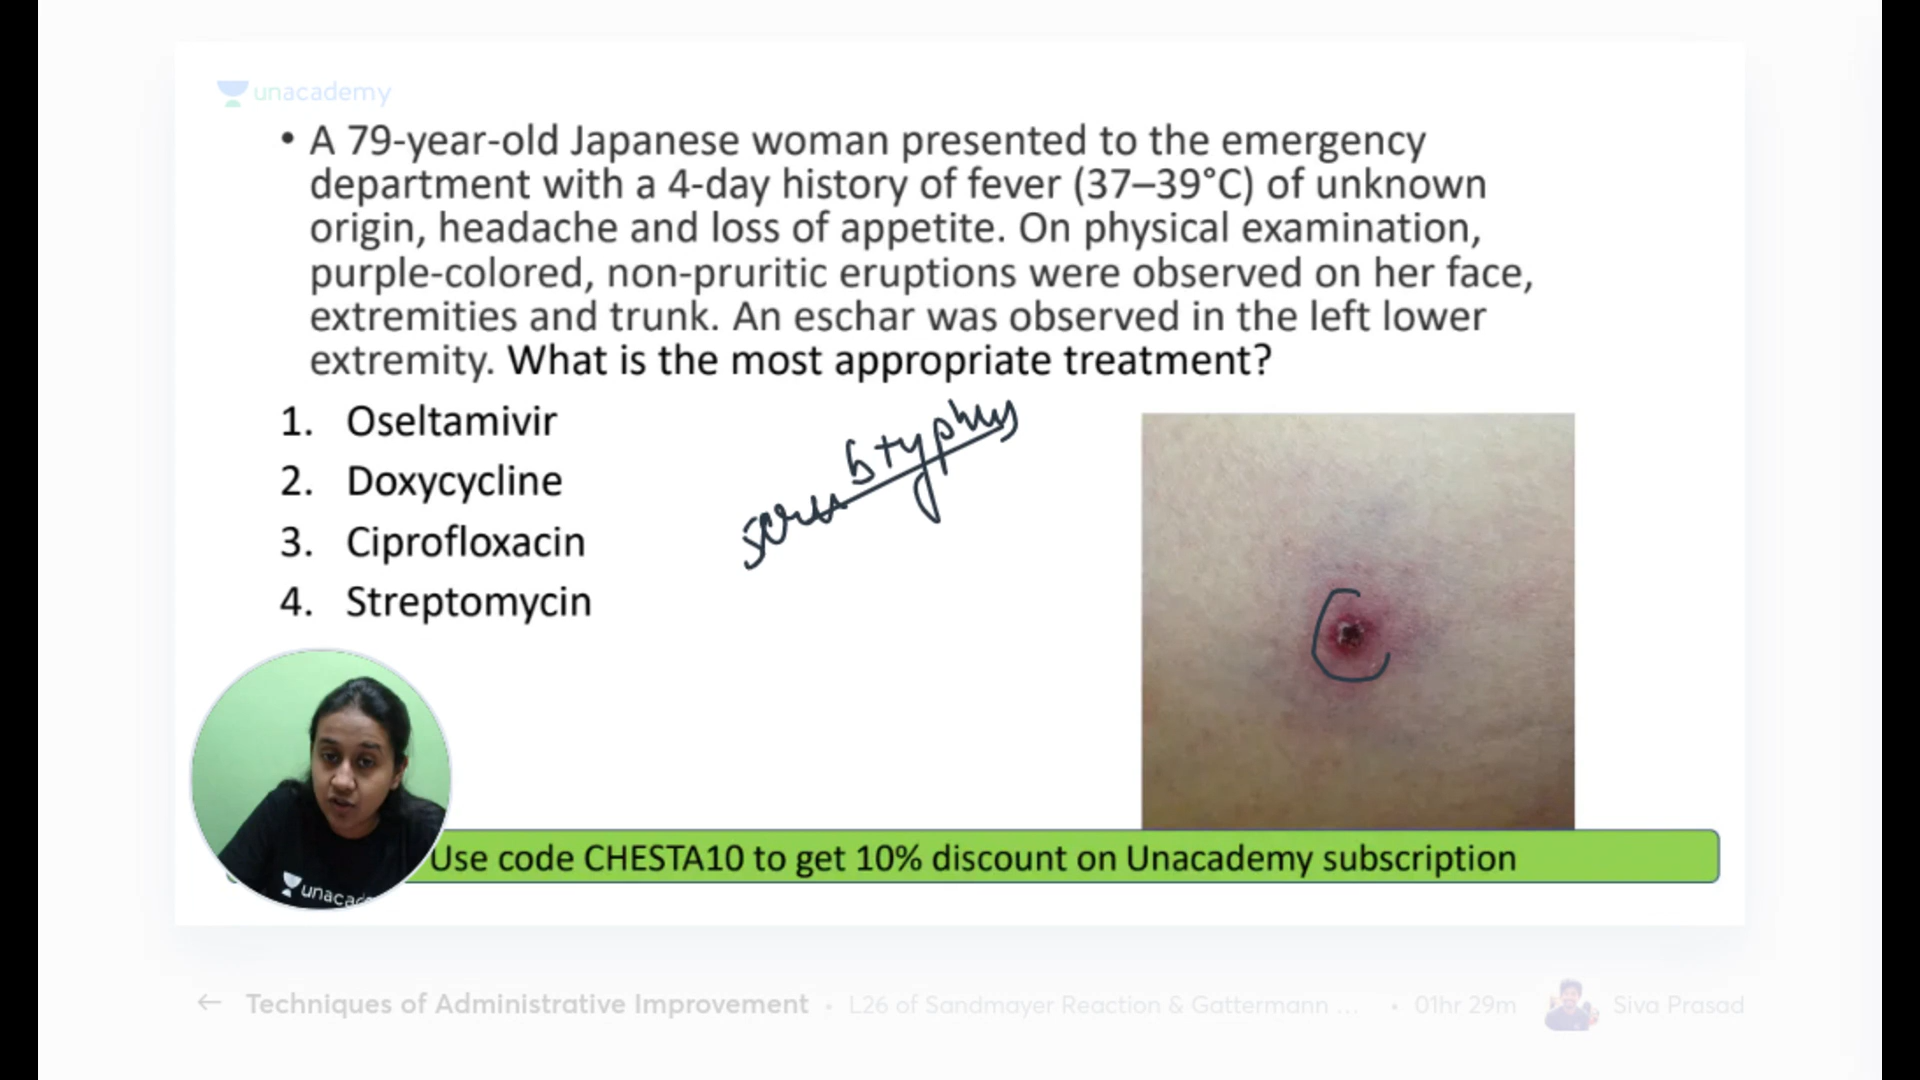 unacademy
• A 79-year-old Japanese woman presented to the emergency
department with a 4-day history of fever (37–39°C) of unknown
origin, headache and loss of appetite. On physical examination,
purple-colored, non-pruritic eruptions were observed on her face,
extremities and trunk. An eschar was observed in the left lower
extremity. What is the most appropriate treatment?
1. Oseltamivir
2. Doxycycline
3. Ciprofloxacin
4. Streptomycin
scrub typhus
unacad
Use code CHESTA10 to get 10% discount on Unacademy subscription
← Techniques of Administrative Improvement • L26 of Sandmayer Reaction & Gattermann ... • 01hr 29m Siva Prasad